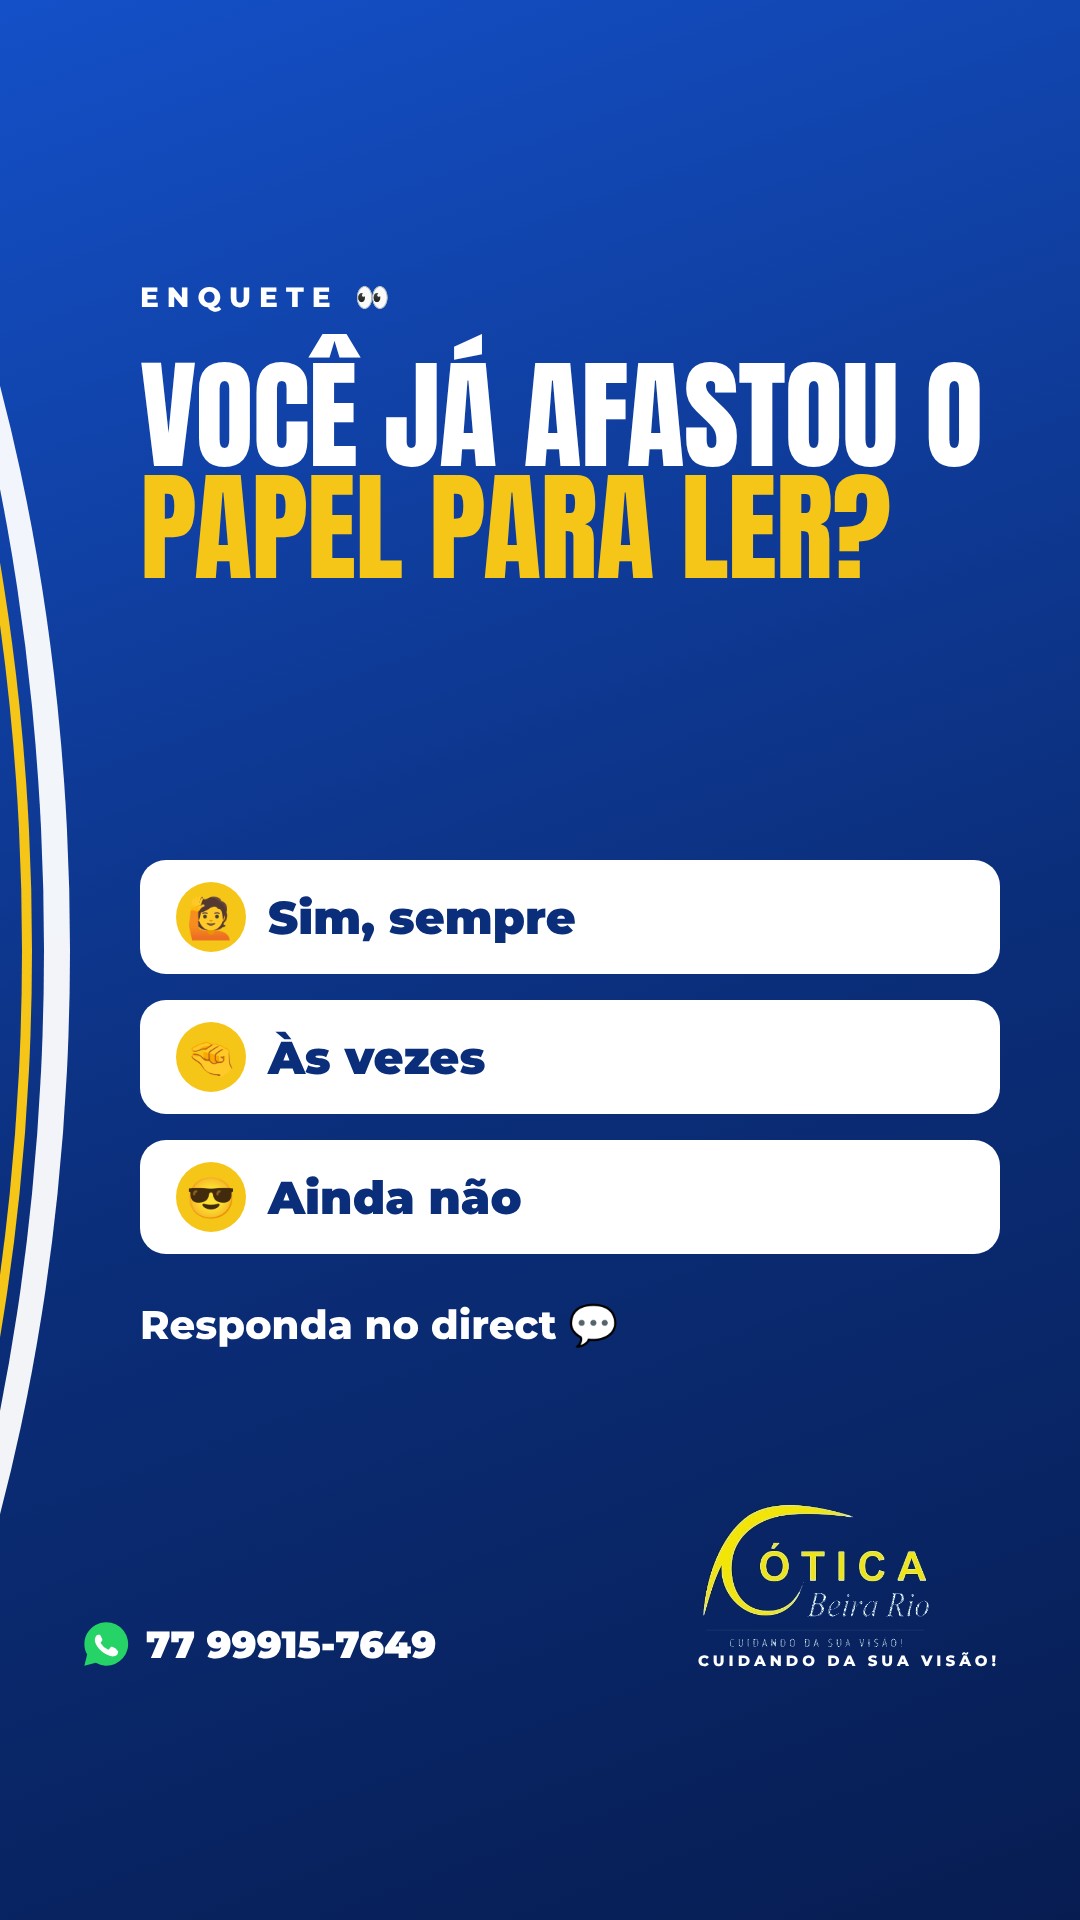 ENQUETE 👀
VOCÊ JÁ AFASTOU O
PAPEL PARA LER?
Sim, sempre
Às vezes
Ainda não
Responda no direct 💬
ÓTICA
Beira Rio
CUIDANDO DA SUA VISÃO!
77 99915-7649
CUIDANDO DA SUA VISÃO!